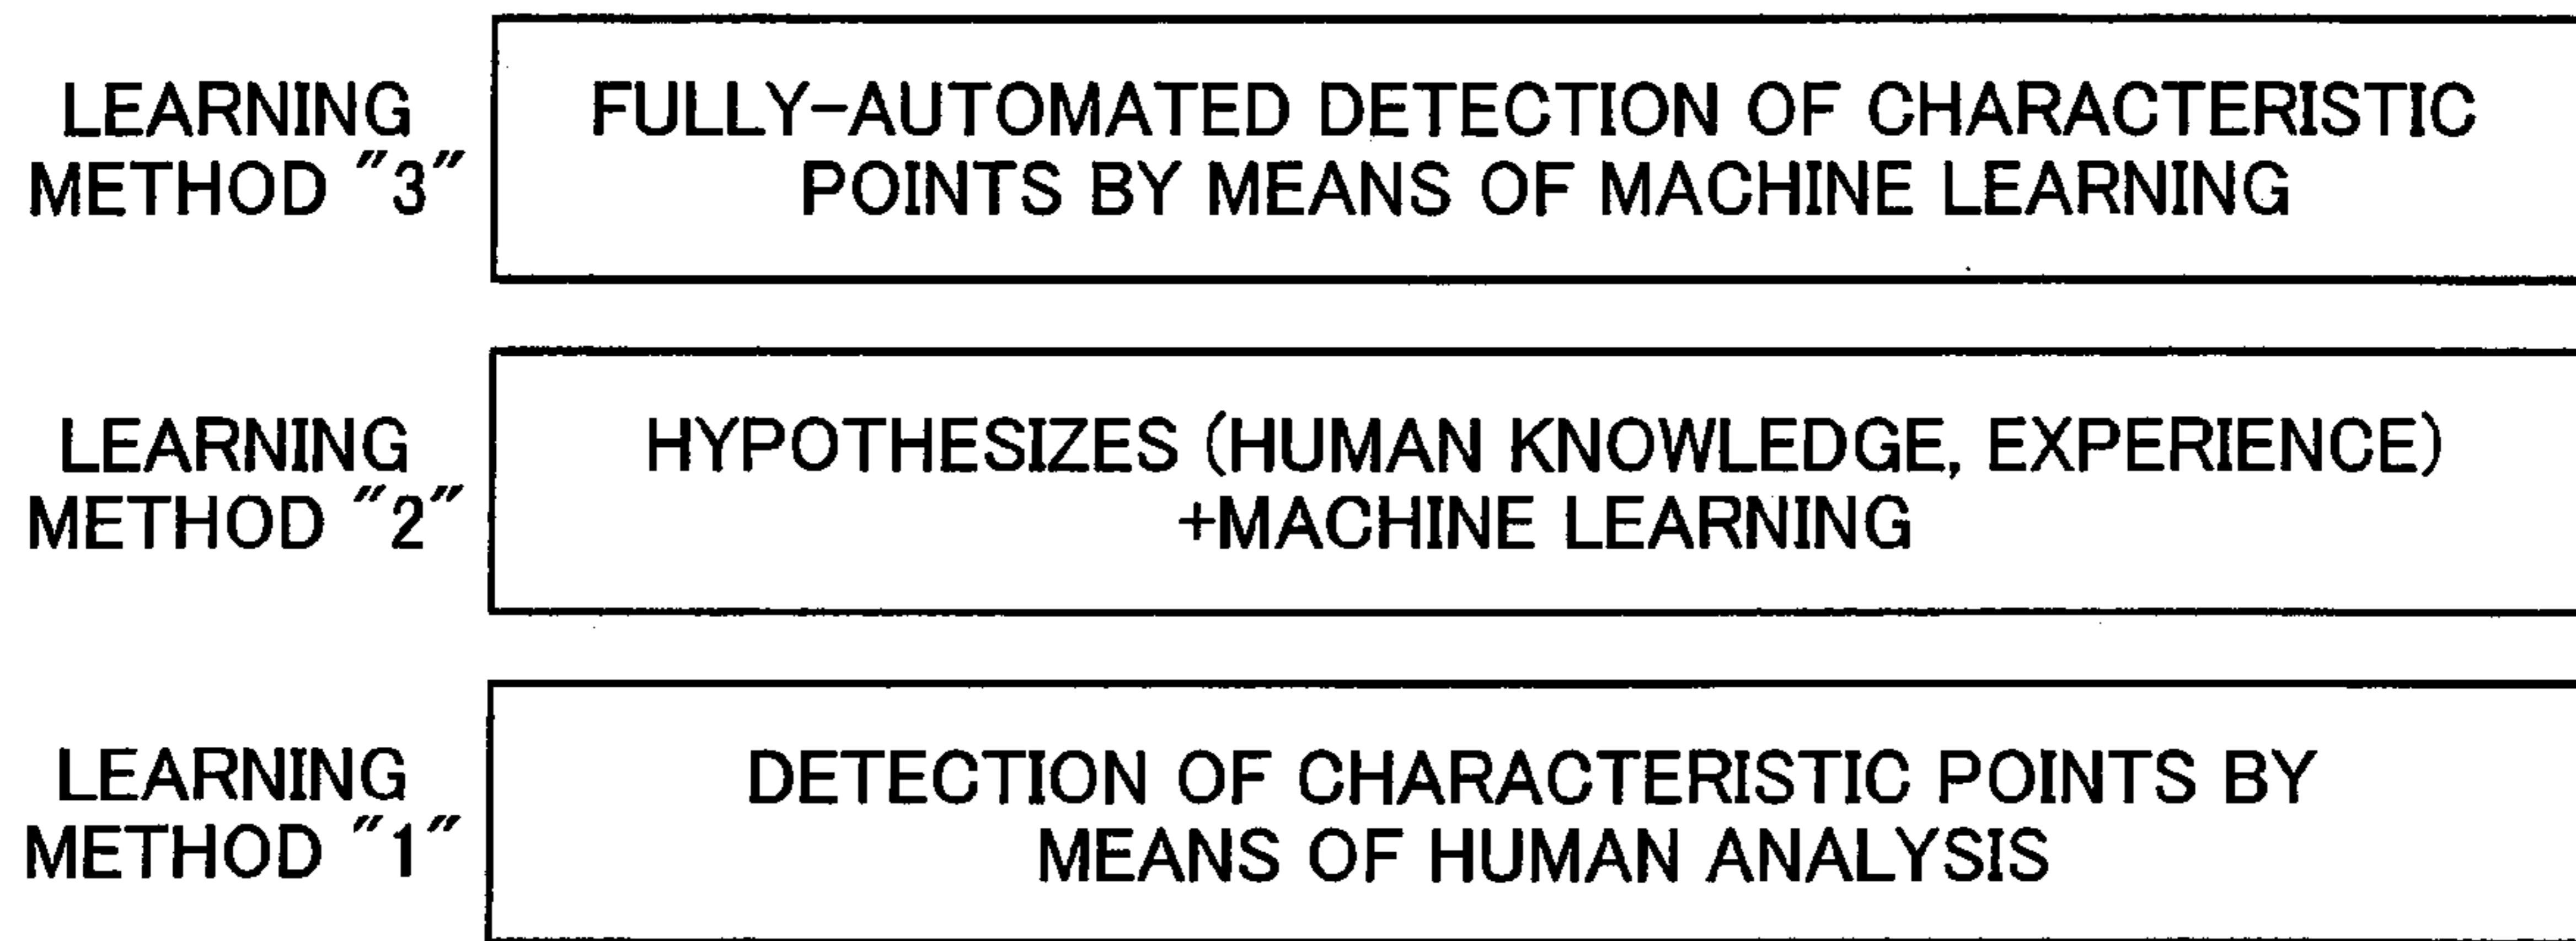 LEARNING
METHOD "3"
FULLY-AUTOMATED DETECTION OF CHARACTERISTIC
POINTS BY MEANS OF MACHINE LEARNING
LEARNING
METHOD "2"
HYPOTHESIZES (HUMAN KNOWLEDGE, EXPERIENCE)
+MACHINE LEARNING
LEARNING
METHOD "1"
DETECTION OF CHARACTERISTIC POINTS BY
MEANS OF HUMAN ANALYSIS